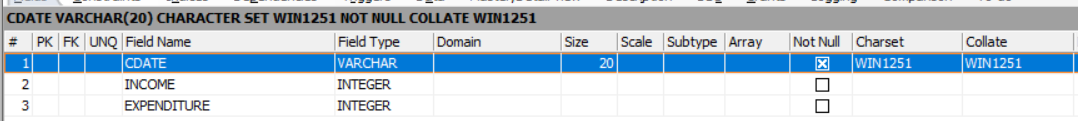 CDATE VARCHAR(20) CHARACTER SET WIN1251 NOT NULL COLLATE WIN1251
# PK FK UNQ Field Name Field Type Domain Size Scale Subtype Array Not Null Charset Collate
1 CDATE VARCHAR 20 WIN1251 WIN1251
2 INCOME INTEGER
3 EXPENDITURE INTEGER